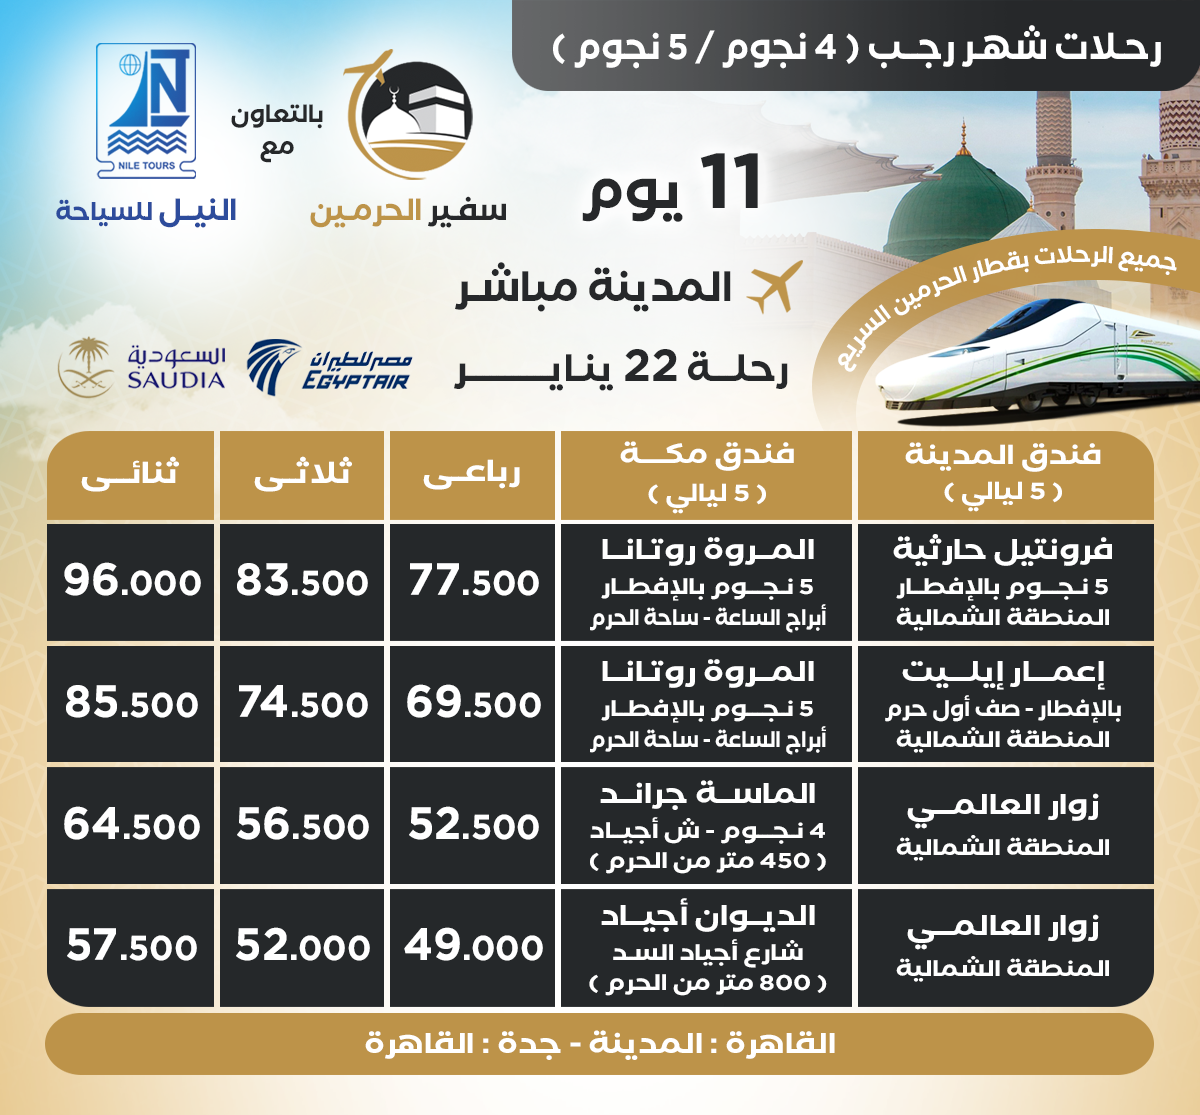 رحلات شهر رجب ( 4 نجوم / 5 نجوم )
NILE TOURS
النيل للسياحة
بالتعاون
مع
سفير الحرمين
11 يوم
المدينة مباشر
رحلة 22 يناير
جميع الرحلات بقطار الحرمين السريع
مصر للطيران
EGYPTAIR
السعودية
SAUDIA
فندق المدينة
( 5 ليالي )
فندق مكة
( 5 ليالي )
رباعى
ثلاثى
ثنائى
فرونتيل حارثية
5 نجوم بالإفطار
المنطقة الشمالية
المروة روتانا
5 نجوم بالإفطار
أبراج الساعة - ساحة الحرم
77.500
83.500
96.000
إعمار إيليت
بالإفطار - صف أول حرم
المنطقة الشمالية
المروة روتانا
5 نجوم بالإفطار
أبراج الساعة - ساحة الحرم
69.500
74.500
85.500
زوار العالمي
المنطقة الشمالية
الماسة جراند
4 نجوم - ش أجياد
( 450 متر من الحرم )
52.500
56.500
64.500
زوار العالمي
المنطقة الشمالية
الديوان أجياد
شارع أجياد السد
( 800 متر من الحرم )
49.000
52.000
57.500
القاهرة : المدينة - جدة : القاهرة